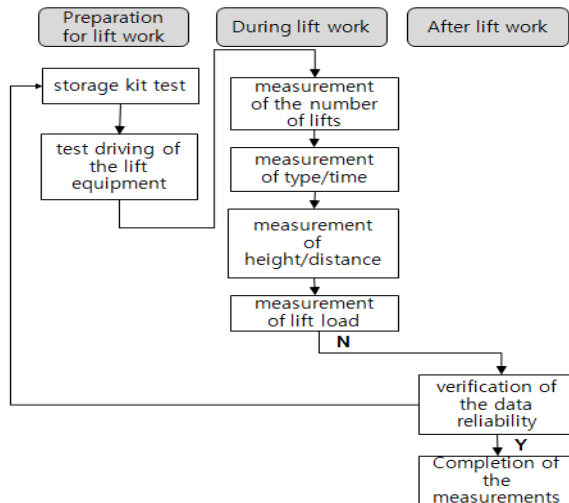 Preparation
for lift work
During lift work
After lift work
storage kit test
test driving of
the lift
equipment
measurement
of the number
of lifts
measurement
of type/time
measurement
of
height/distance
measurement
of lift load
N
verification of
the data
reliability
Y
Completion of
the
measurements